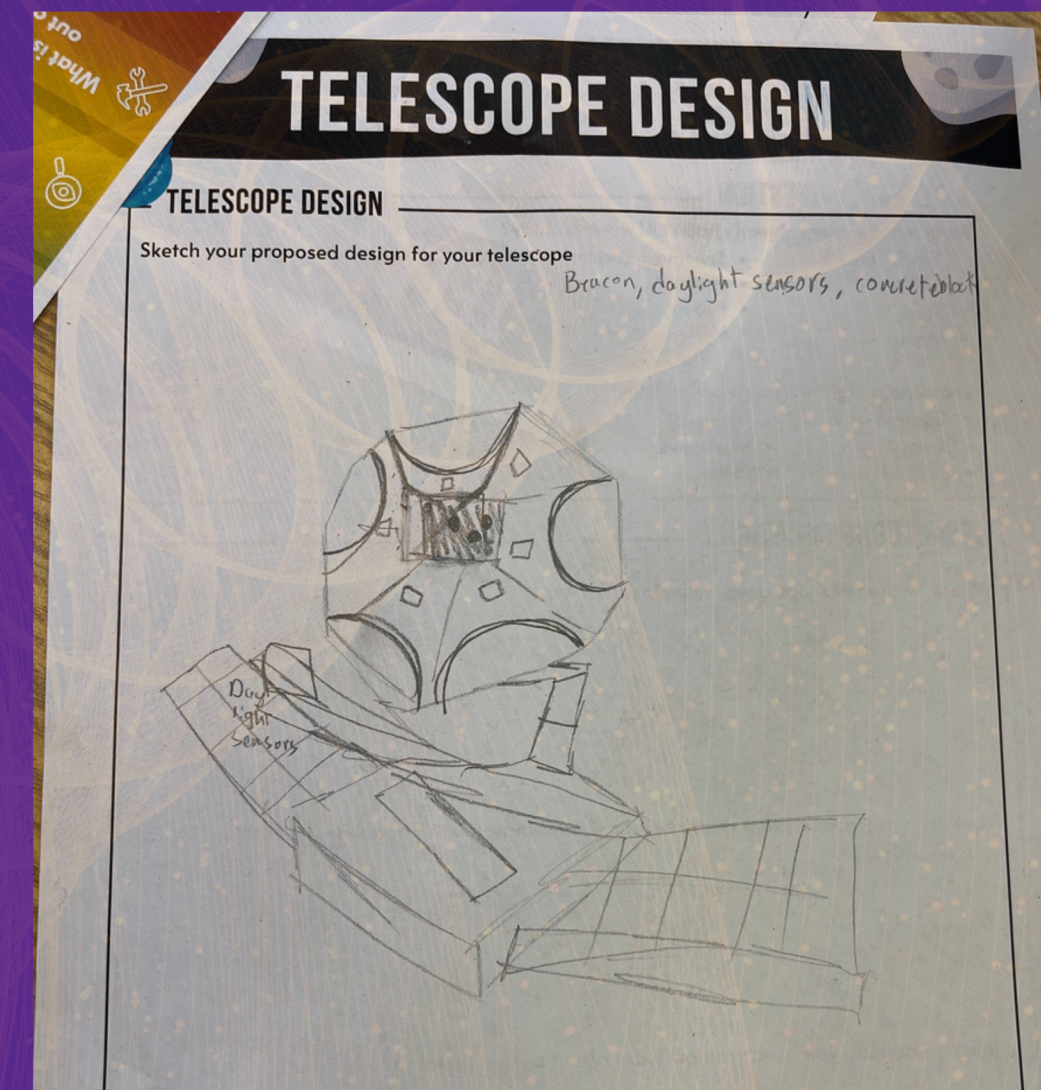 out
What is
TELESCOPE DESIGN
TELESCOPE DESIGN
Sketch your proposed design for your telescope
Beacon, daylight sensors, concrete block
Day
light
sensors